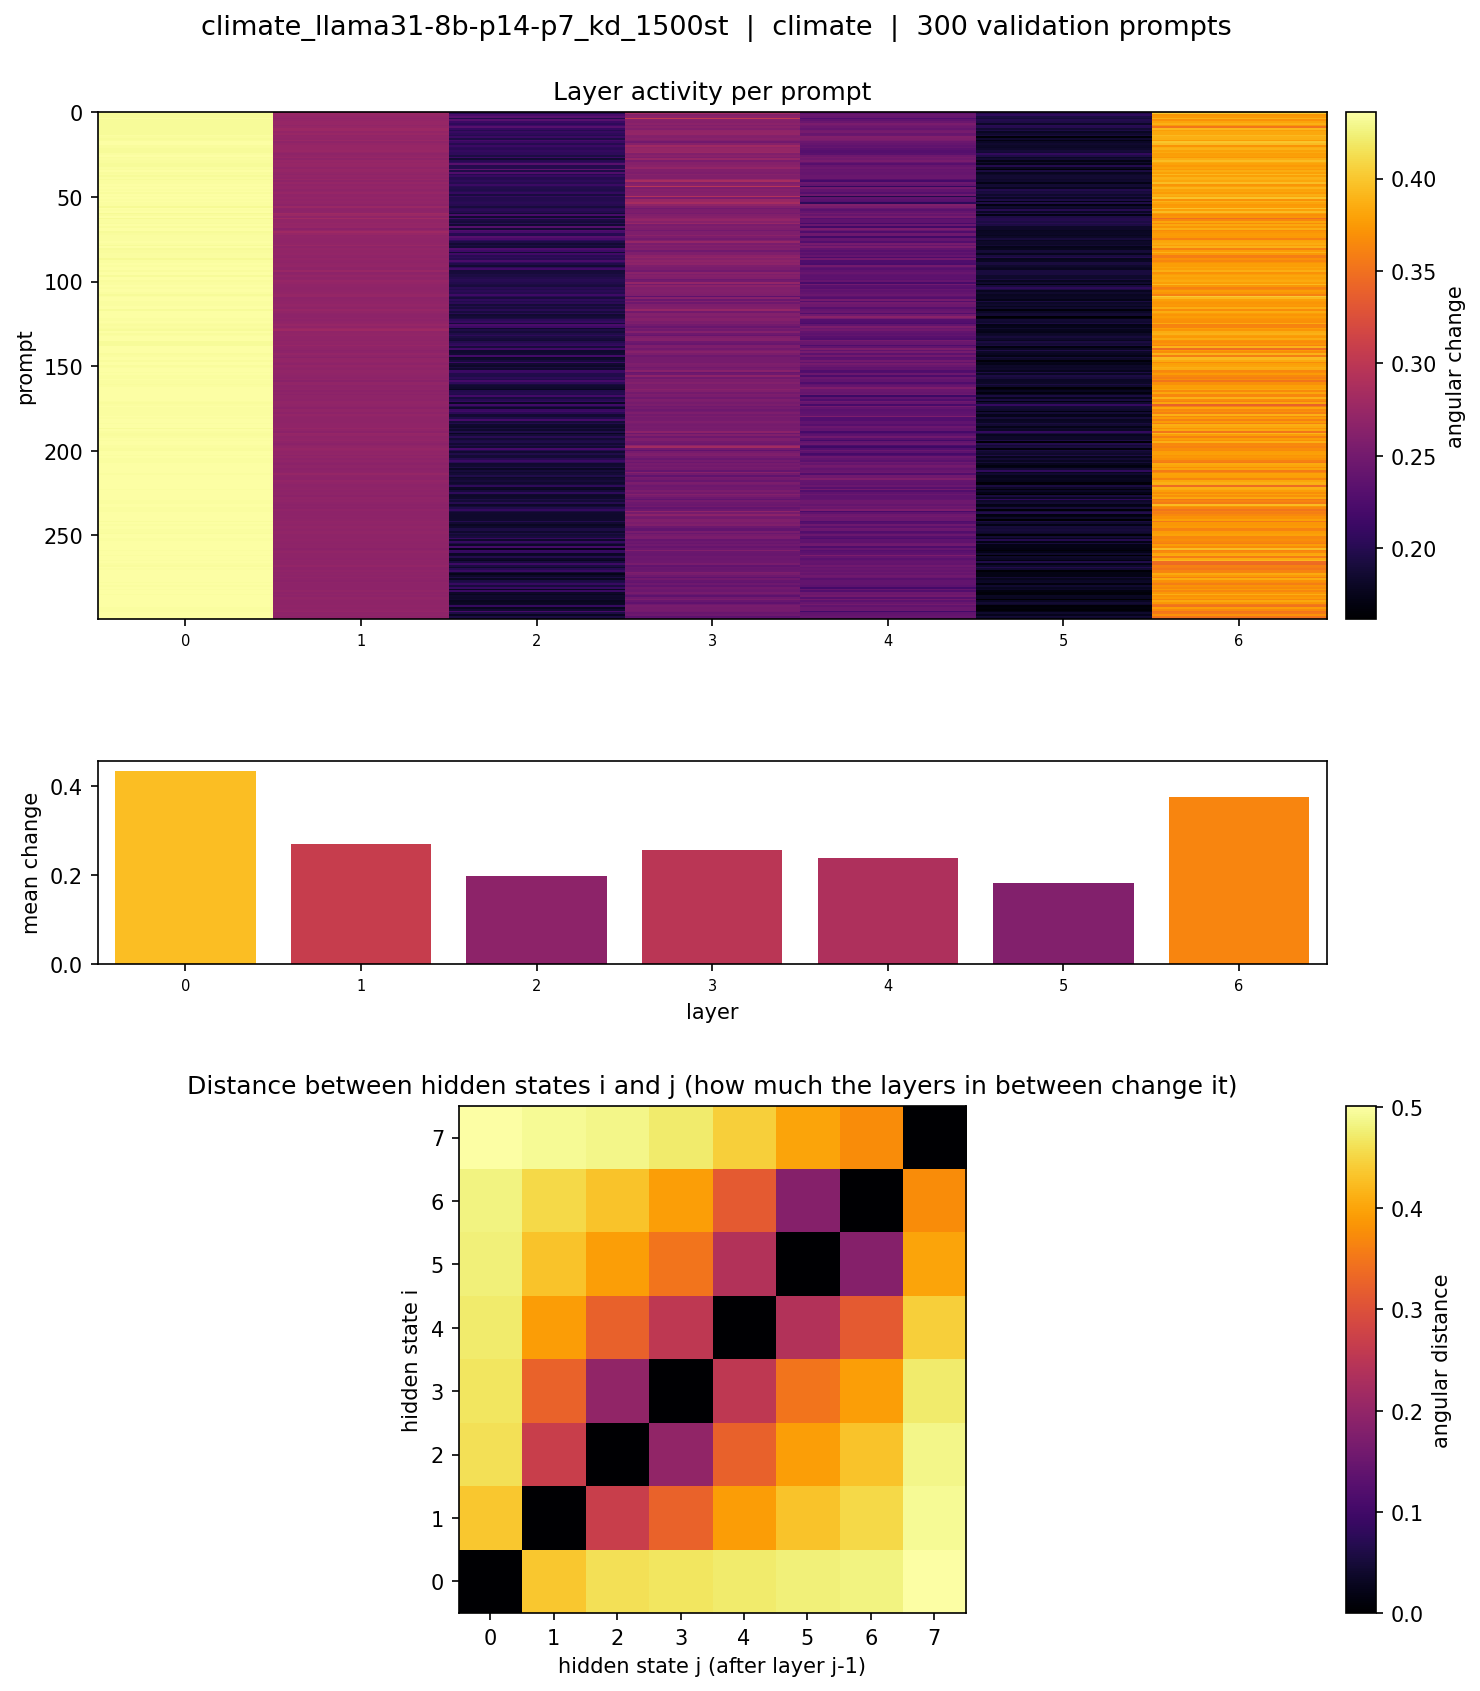 climate_llama31-8b-p14-p7_kd_1500st  |  climate  |  300 validation prompts
Layer activity per prompt
0
50
100
150
200
250
prompt
0 1 2 3 4 5 6
0.40
0.35
0.30
0.25
0.20
angular change
0.4
0.2
0.0
mean change
0 1 2 3 4 5 6
layer
Distance between hidden states i and j (how much the layers in between change it)
7
6
5
4
3
2
1
0
hidden state i
0 1 2 3 4 5 6 7
hidden state j (after layer j-1)
0.5
0.4
0.3
0.2
0.1
0.0
angular distance